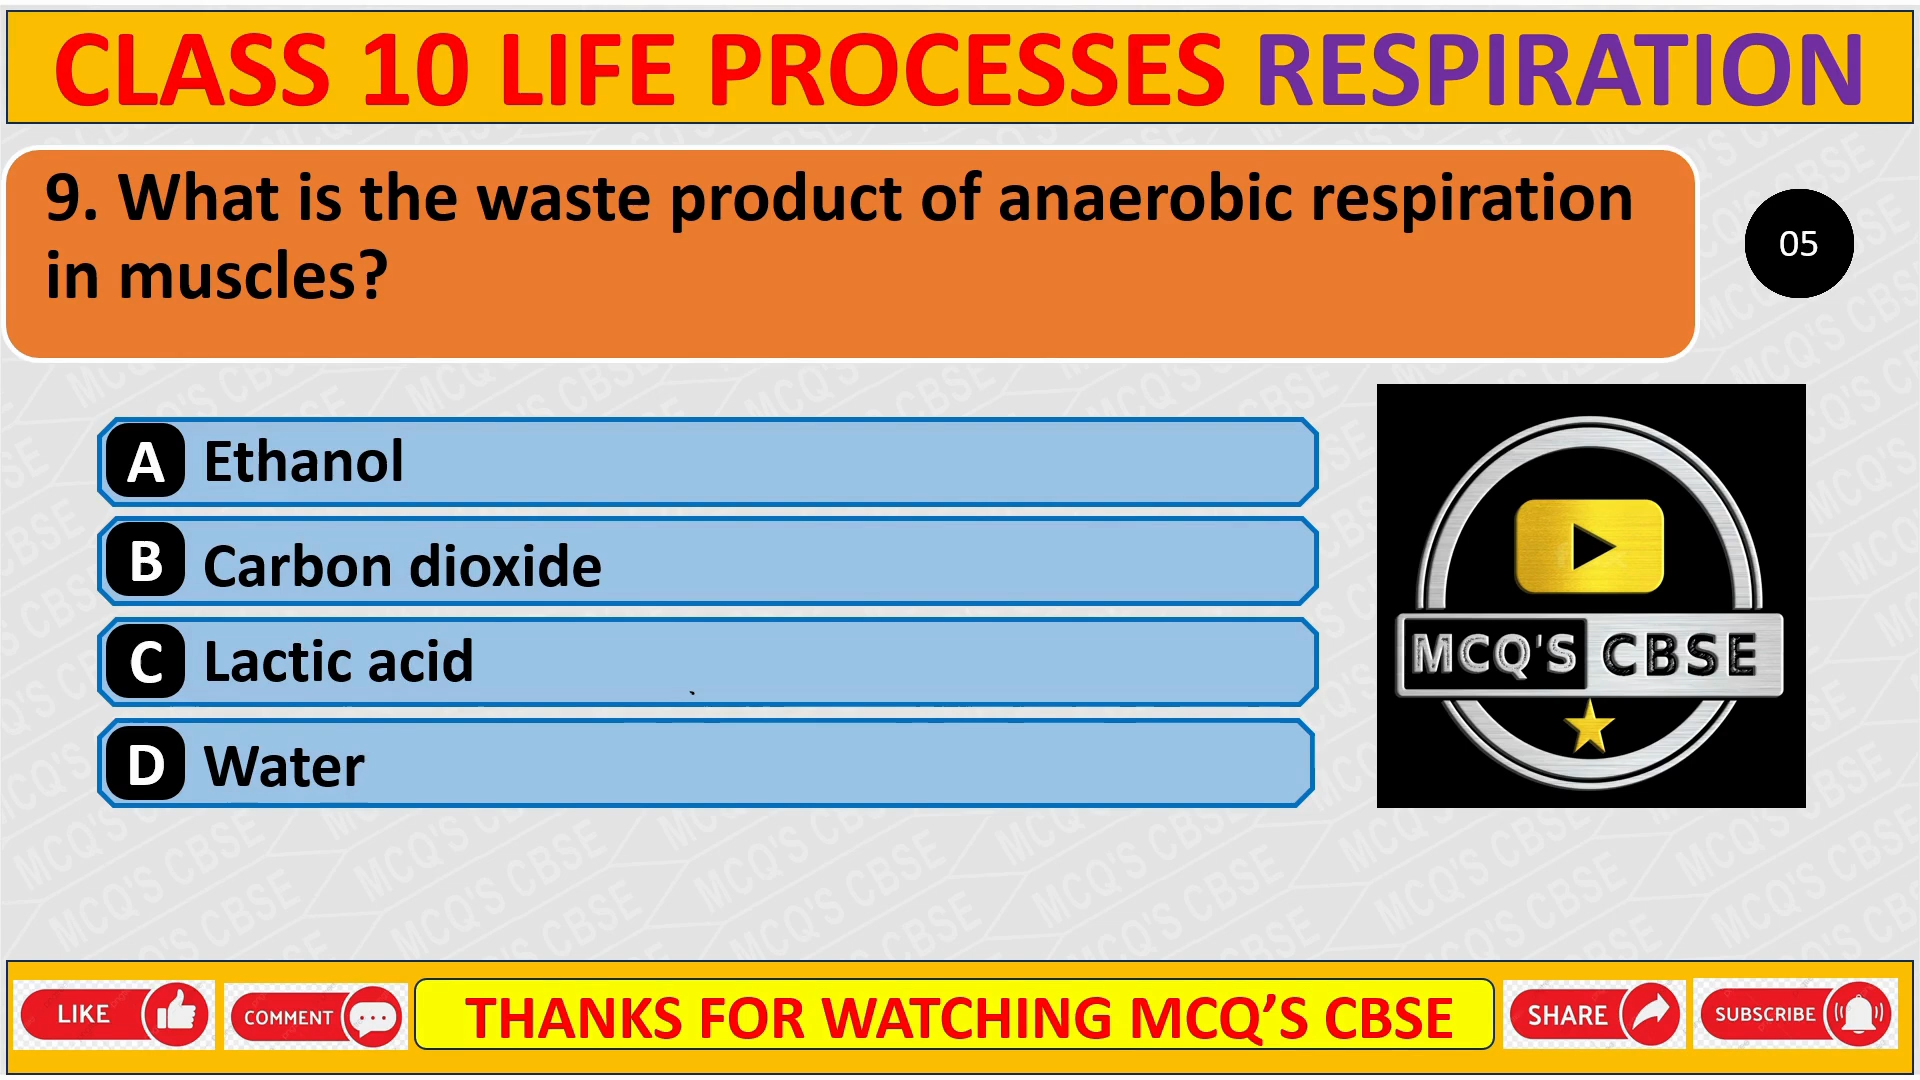 CLASS 10 LIFE PROCESSES RESPIRATION
9. What is the waste product of anaerobic respiration
in muscles?
05
A Ethanol
B Carbon dioxide
C Lactic acid
D Water
MCQ'S CBSE
LIKE
COMMENT
THANKS FOR WATCHING MCQ’S CBSE
SHARE
SUBSCRIBE